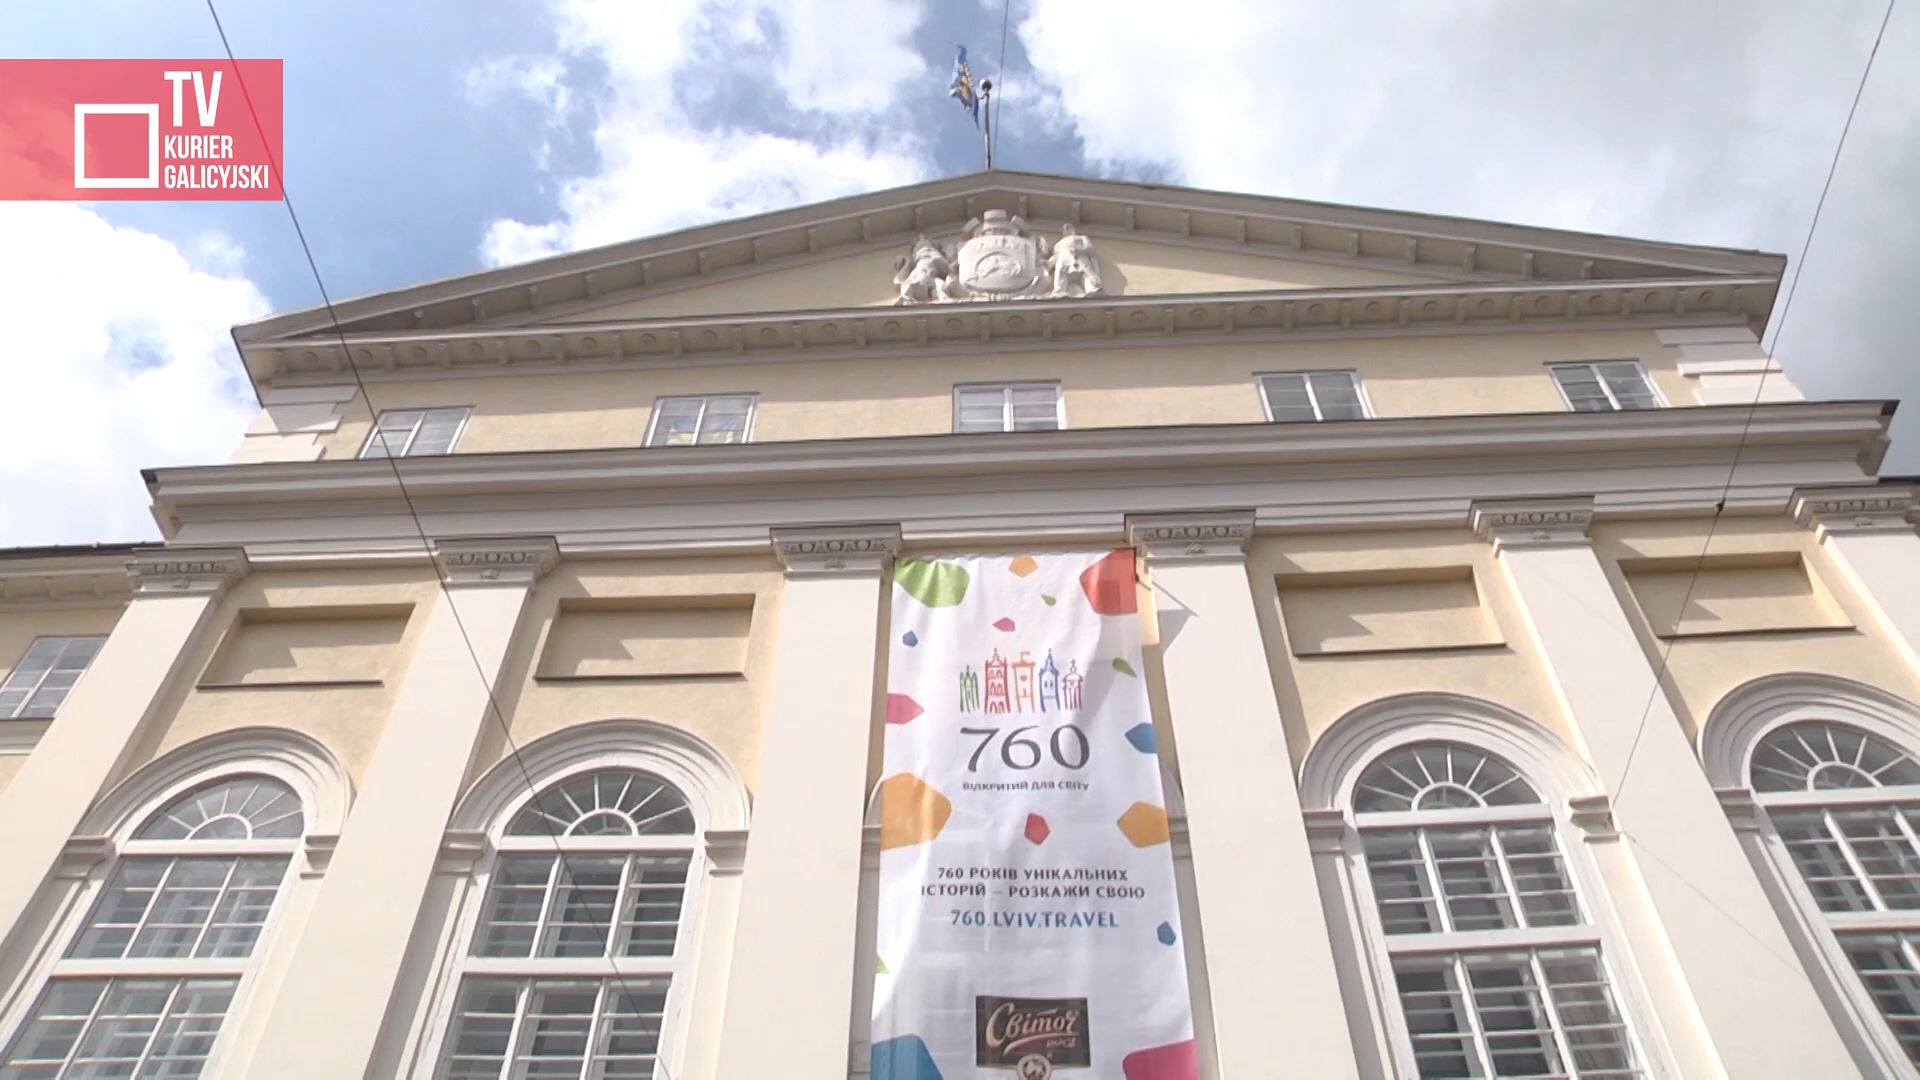 TV
KURIER
GALICYJSKI
760
ВІДКРИТИЙ ДЛЯ СВІТУ
760 РОКІВ УНІКАЛЬНИХ
ІСТОРІЙ – РОЗКАЖИ СВОЮ
760.LVIV.TRAVEL
Світоч